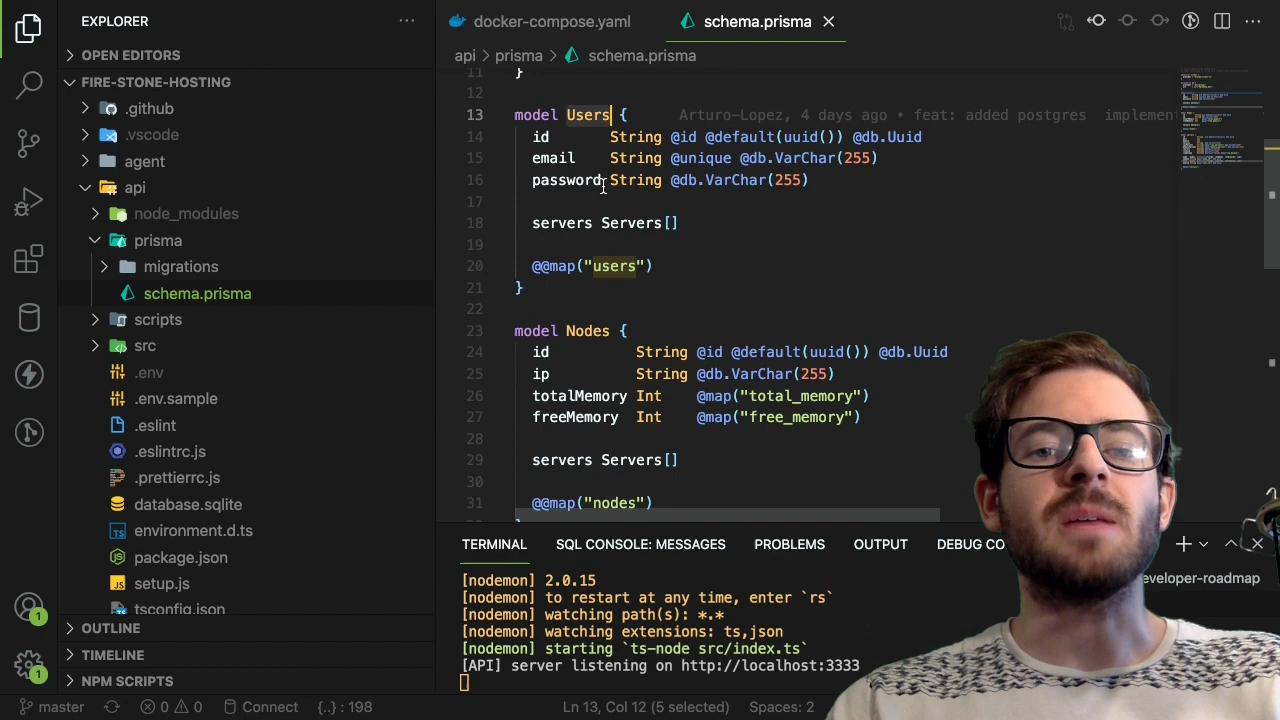 EXPLORER
OPEN EDITORS
FIRE-STONE-HOSTING
.github
.vscode
agent
api
node_modules
prisma
migrations
schema.prisma
scripts
src
.env
.env.sample
.eslint
.eslintrc.js
.prettierrc.js
database.sqlite
environment.d.ts
package.json
setup.js
tsconfig.json
OUTLINE
TIMELINE
NPM SCRIPTS
1
1
docker-compose.yaml
schema.prisma
api > prisma > schema.prisma
11 }
12
13 model Users { Arturo-Lopez, 4 days ago • feat: added postgres implement
14 id String @id @default(uuid()) @db.Uuid
15 email String @unique @db.VarChar(255)
16 password String @db.VarChar(255)
17
18 servers Servers[]
19
20 @@map("users")
21 }
22
23 model Nodes {
24 id String @id @default(uuid()) @db.Uuid
25 ip String @db.VarChar(255)
26 totalMemory Int @map("total_memory")
27 freeMemory Int @map("free_memory")
28
29 servers Servers[]
30
31 @@map("nodes")
TERMINAL SQL CONSOLE: MESSAGES PROBLEMS OUTPUT DEBUG CO
eveloper-roadmap
[nodemon] 2.0.15
[nodemon] to restart at any time, enter `rs`
[nodemon] watching path(s): *.*
[nodemon] watching extensions: ts,json
[nodemon] starting `ts-node src/index.ts`
[API] server listening on http://localhost:3333
master 0 0 Connect {..} : 198 Ln 13, Col 12 (5 selected) Spaces: 2